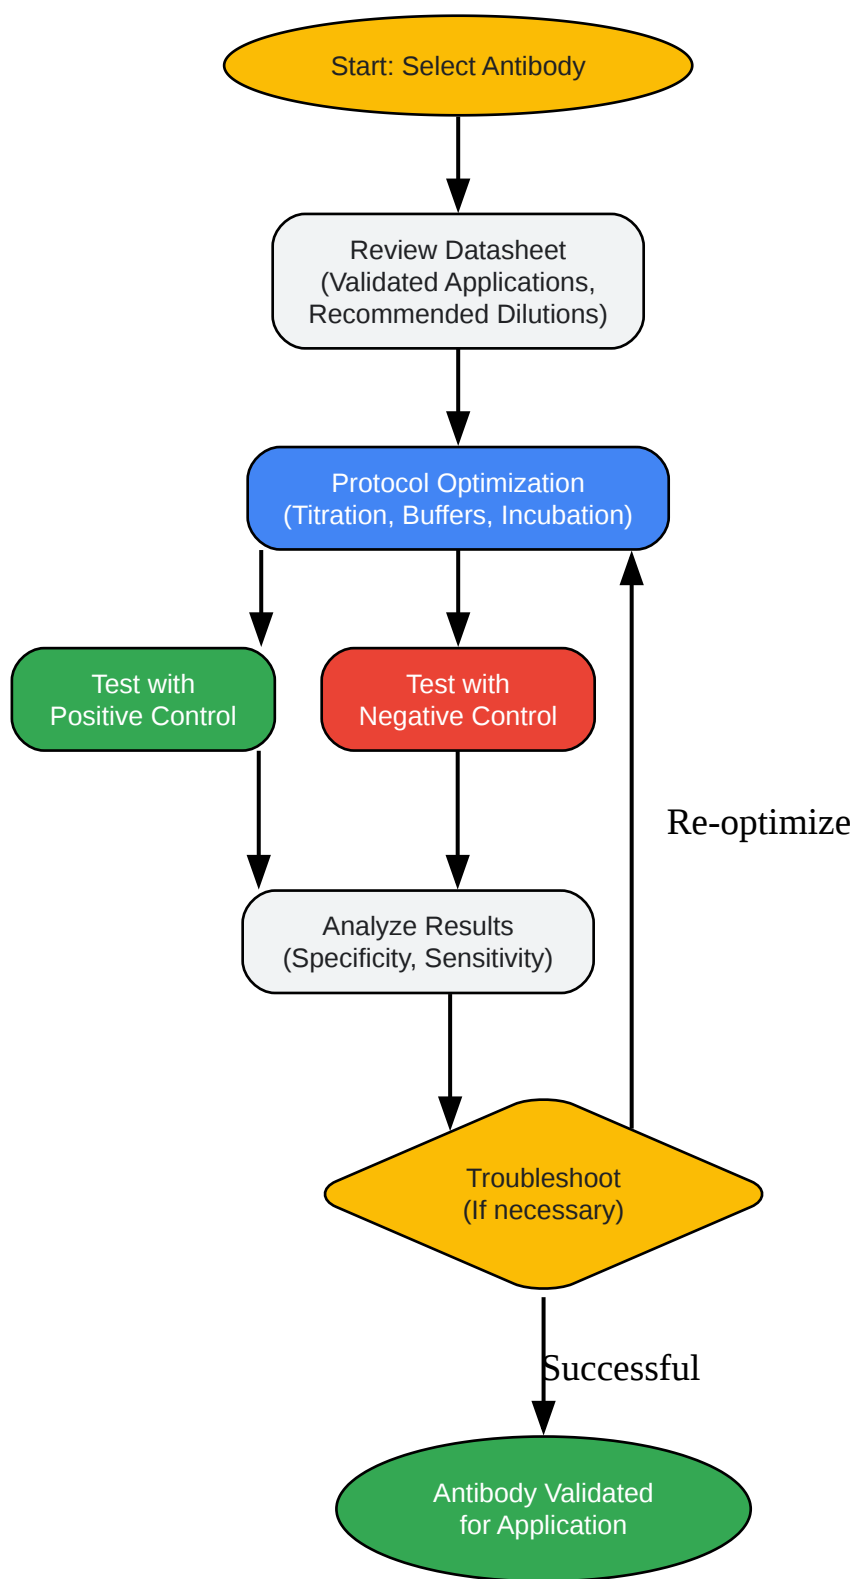 Start: Select Antibody
Review Datasheet
(Validated Applications,
Recommended Dilutions)
Protocol Optimization
(Titration, Buffers, Incubation)
Test with
Positive Control
Test with
Negative Control
Re-optimize
Analyze Results
(Specificity, Sensitivity)
Troubleshoot
(If necessary)
Successful
Antibody Validated
for Application